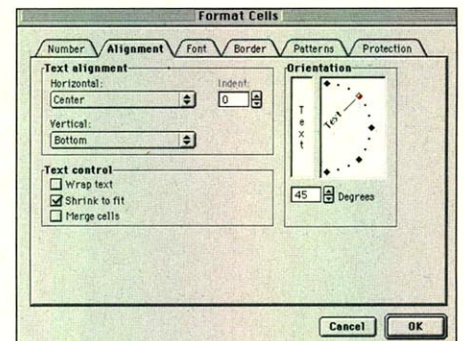 Format Cells
Number Alignment Font Border Patterns Protection
Text alignment
Horizontal: Indent:
Center 0
Vertical:
Bottom
Text control
Wrap text
Shrink to fit
Merge cells
Orientation
Text
Text
45 Degrees
Cancel OK